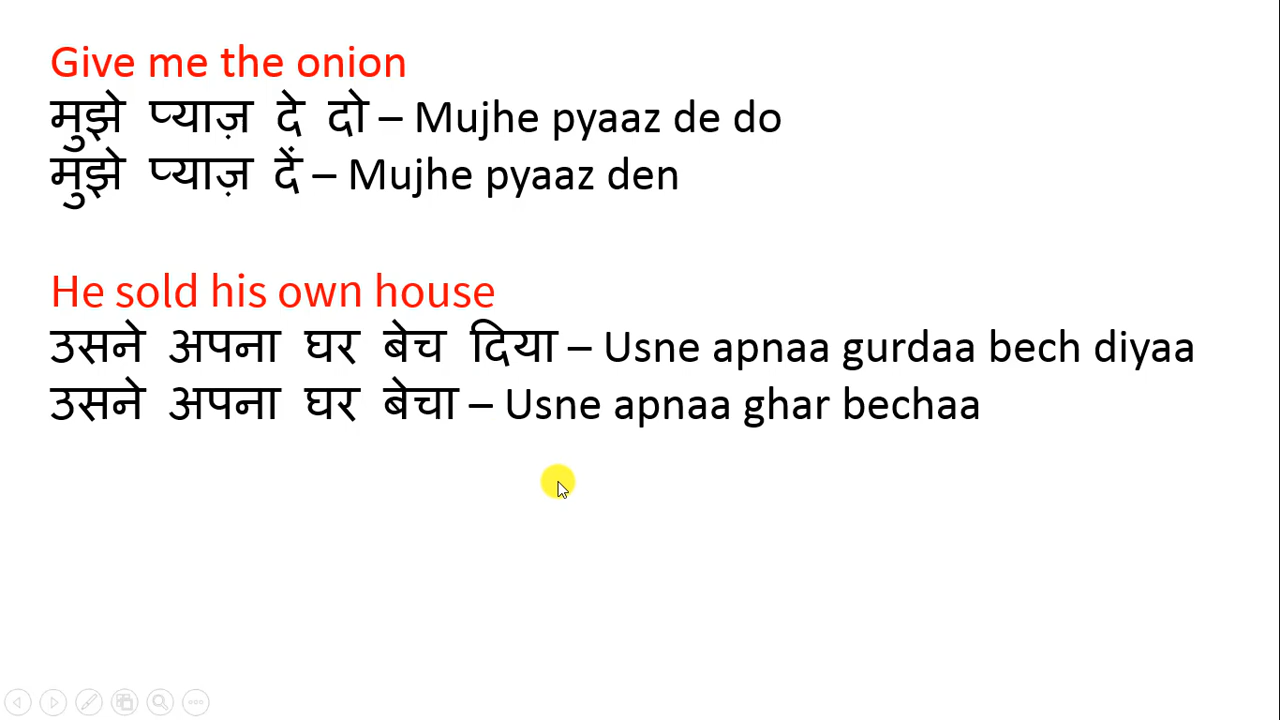 Give me the onion
मुझे प्याज़ दे दो – Mujhe pyaaz de do
मुझे प्याज़ दें – Mujhe pyaaz den
He sold his own house
उसने अपना घर बेच दिया – Usne apnaa gurdaa bech diyaa
उसने अपना घर बेचा – Usne apnaa ghar bechaa